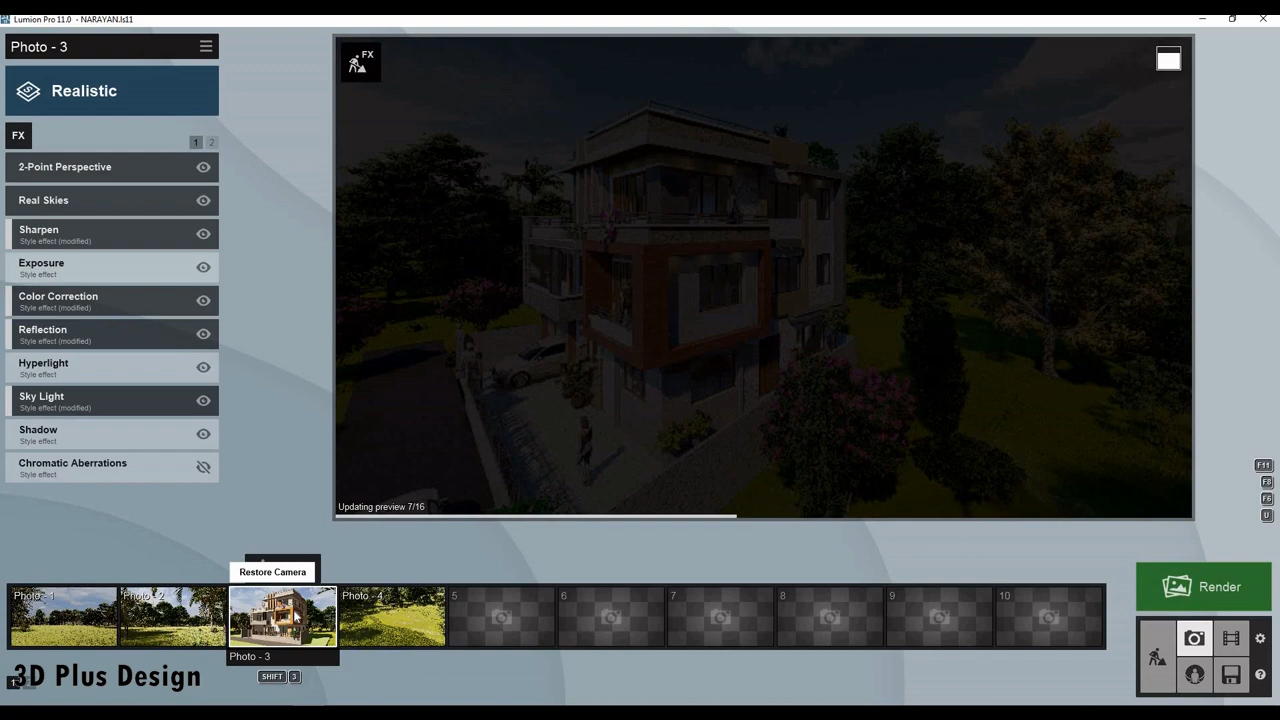 Lumion Pro 11.0 - NARAYAN.ls11
Photo - 3
Realistic
FX
1 2
2-Point Perspective
Real Skies
Sharpen
Style effect (modified)
Exposure
Style effect
Color Correction
Style effect (modified)
Reflection
Style effect (modified)
Hyperlight
Style effect
Sky Light
Style effect (modified)
Shadow
Style effect
Chromatic Aberrations
Style effect
FX
Updating preview 7/16
F11
F8
F6
U
Restore Camera
Photo - 1
Photo - 2
Photo - 4
5
6
7
8
9
10
Photo - 3
SHIFT 3
Render
3D Plus Design